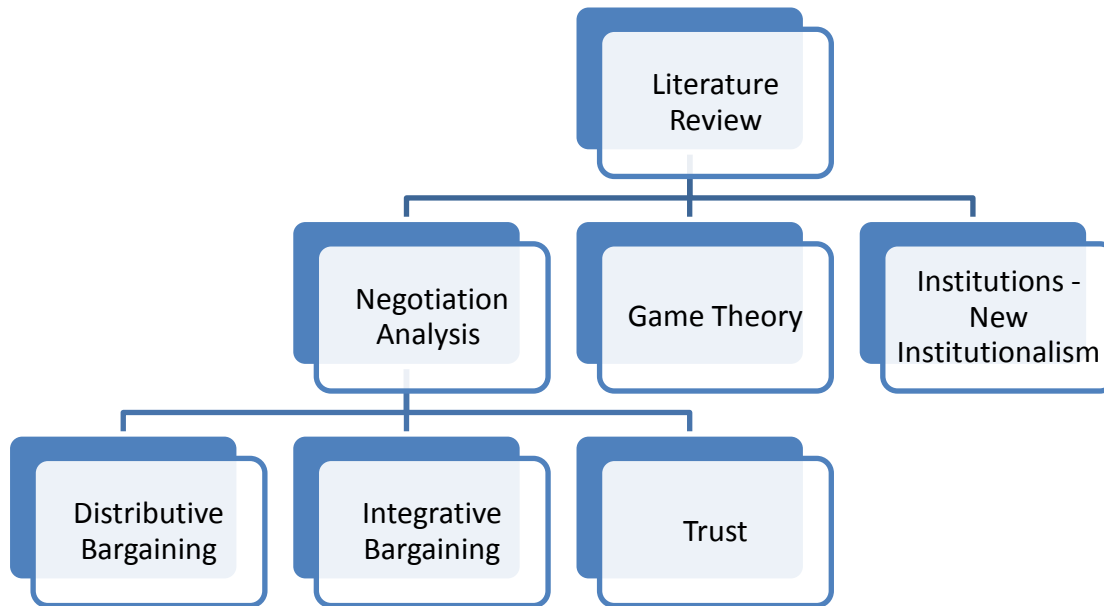 Literature
Review
Negotiation
Analysis
Game Theory
Institutions -
New
Institutionalism
Distributive
Bargaining
Integrative
Bargaining
Trust